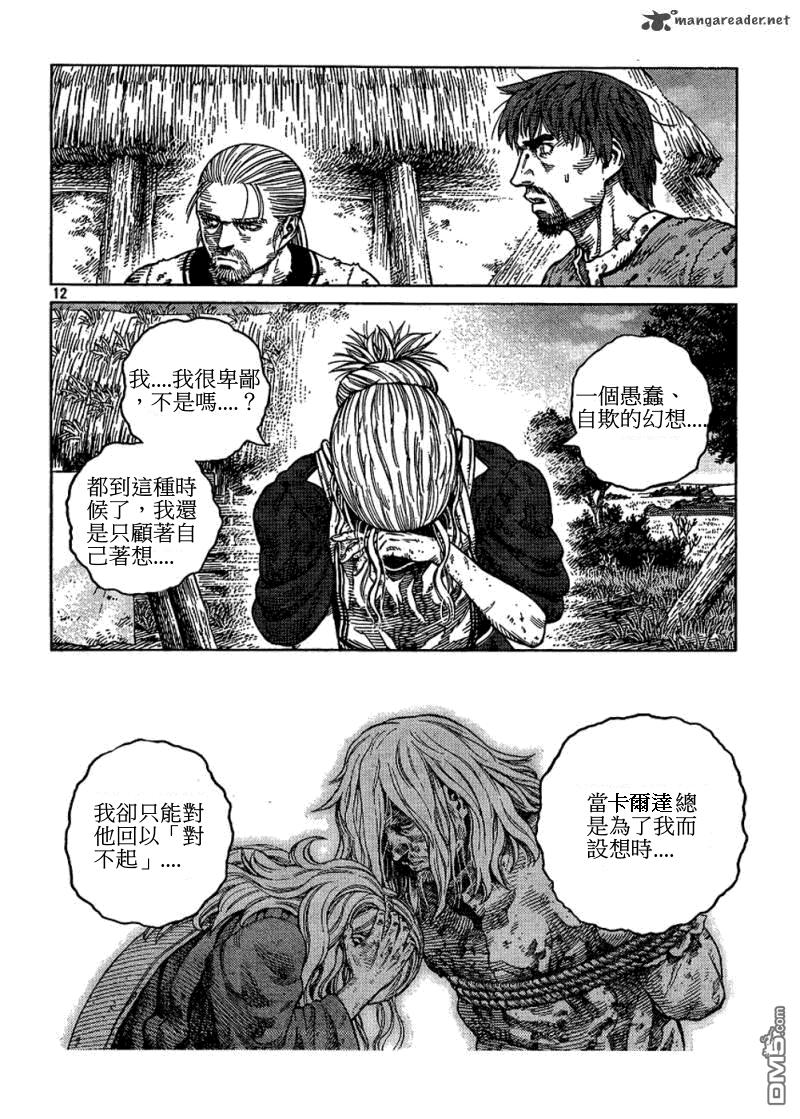 mangareader.net
12
一個愚蠢、
自欺的幻想....
我....我很卑鄙
，不是嗎....？
都到這種時
候了，我還
是只顧著自
己著想....
當卡爾達總
是為了我而
設想時....
我卻只能對
他回以「對
不起」....
DM5.com